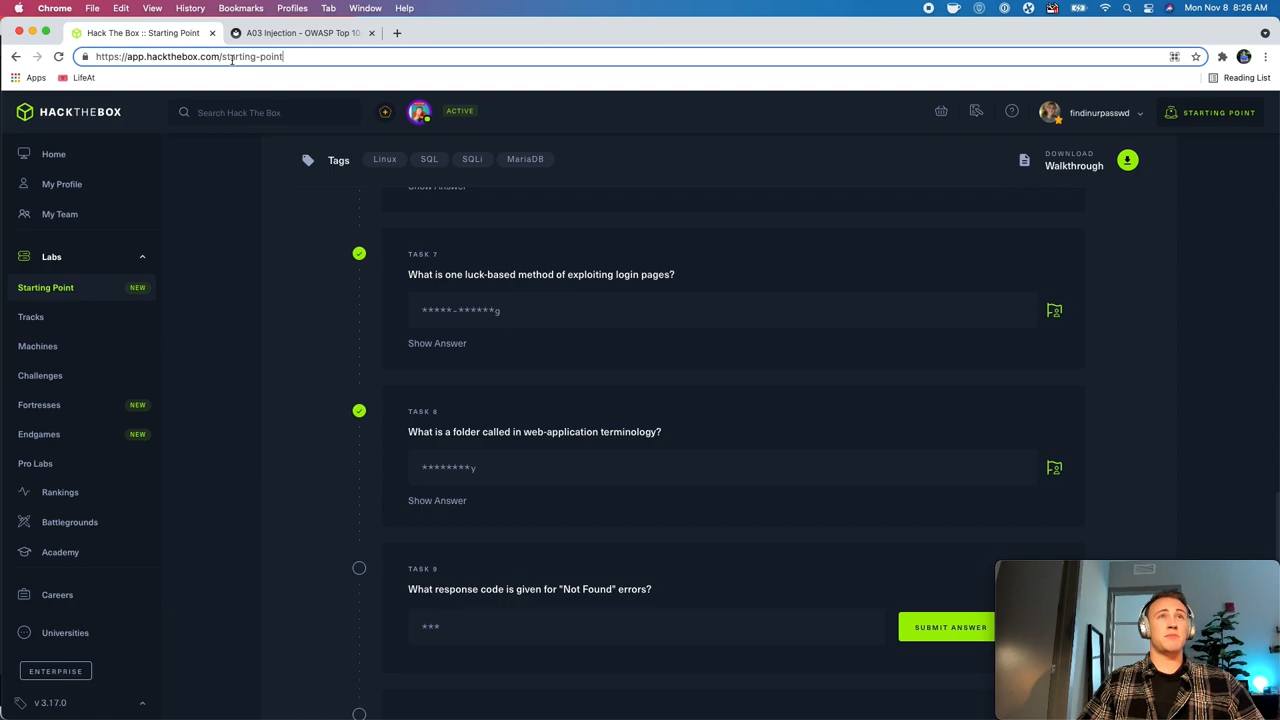 Chrome File Edit View History Bookmarks Profiles Tab Window Help Mon Nov 8 8:26 AM
Hack The Box :: Starting Point A03 Injection - OWASP Top 10:
https://app.hackthebox.com/starting-point
Apps LifeAt Reading List
HACKTHEBOX Search Hack The Box ACTIVE findinurpasswd STARTING POINT
Home
My Profile
My Team
Labs
Starting Point NEW
Tracks
Machines
Challenges
Fortresses NEW
Endgames NEW
Pro Labs
Rankings
Battlegrounds
Academy
Careers
Universities
ENTERPRISE
v 3.17.0
Tags Linux SQL SQLi MariaDB
DOWNLOAD
Walkthrough
Show Answer
TASK 7
What is one luck-based method of exploiting login pages?
*****-******g
Show Answer
TASK 8
What is a folder called in web-application terminology?
********y
Show Answer
TASK 9
What response code is given for "Not Found" errors?
***
SUBMIT ANSWER